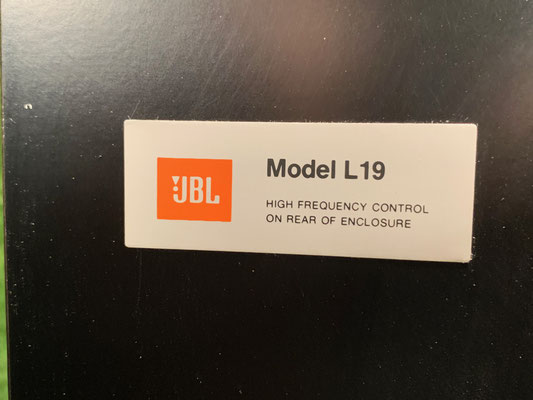 JBL
Model L19
HIGH FREQUENCY CONTROL
ON REAR OF ENCLOSURE